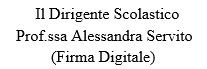 Il Dirigente Scolastico
Prof.ssa Alessandra Servito
(Firma Digitale)